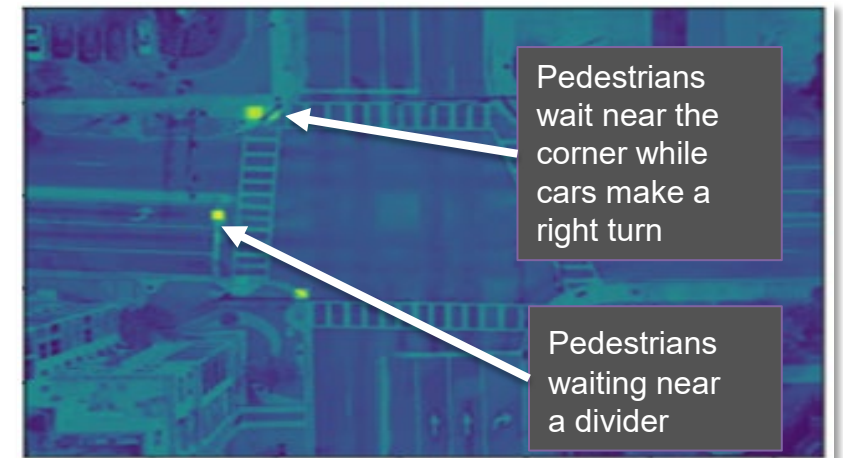 Pedestrians
wait near the
corner while
cars make a
right turn
Pedestrians
waiting near
a divider